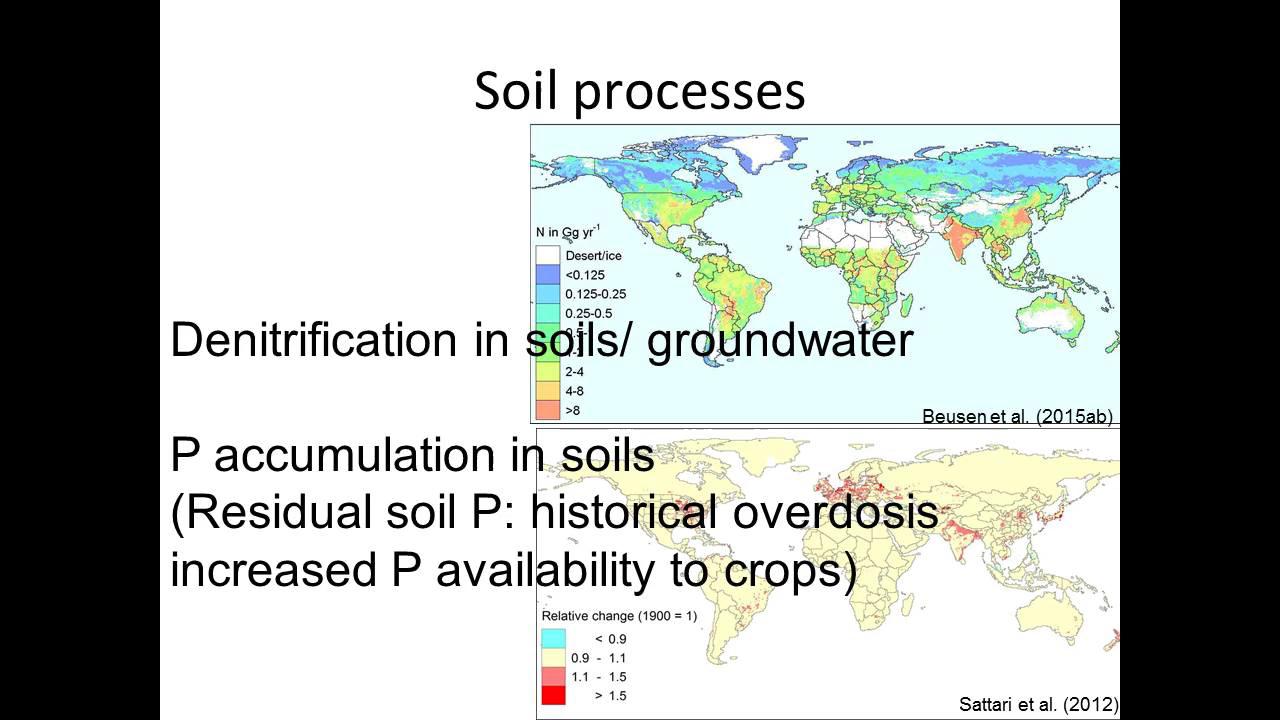 Soil processes
N in Gg yr-1
Desert/ice
<0.125
0.125-0.25
0.25-0.5
Denitrification in soils/ groundwater
2-4
4-8
>8
Beusen et al. (2015ab)
P accumulation in soils
(Residual soil P: historical overdosis
increased P availability to crops)
Relative change (1900 = 1)
< 0.9
0.9 - 1.1
1.1 - 1.5
> 1.5
Sattari et al. (2012)